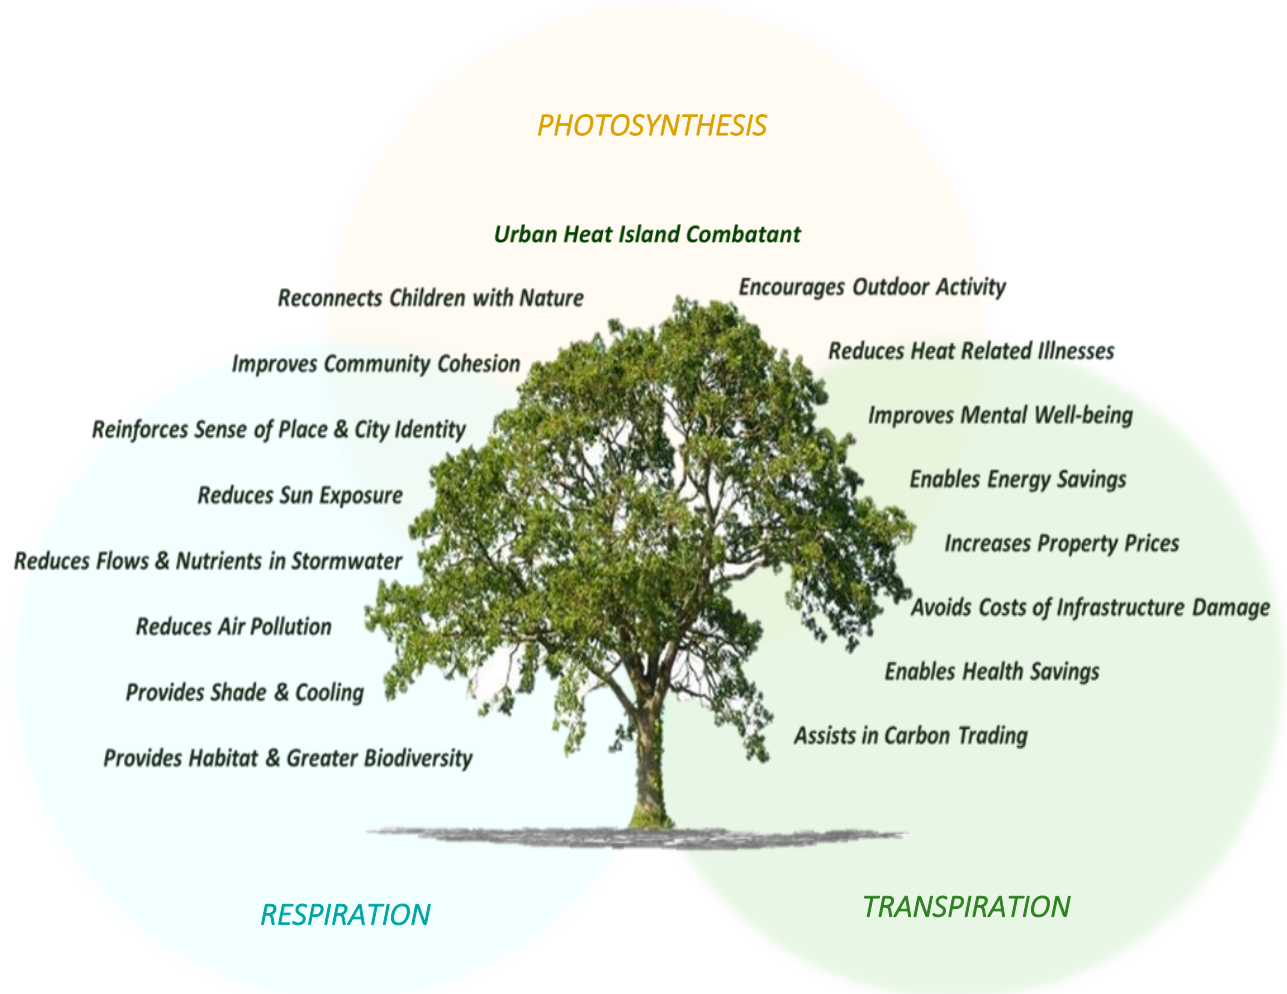 PHOTOSYNTHESIS
Urban Heat Island Combatant
Reconnects Children with Nature
Encourages Outdoor Activity
Improves Community Cohesion
Reduces Heat Related Illnesses
Reinforces Sense of Place & City Identity
Improves Mental Well-being
Reduces Sun Exposure
Enables Energy Savings
Reduces Flows & Nutrients in Stormwater
Increases Property Prices
Reduces Air Pollution
Avoids Costs of Infrastructure Damage
Provides Shade & Cooling
Enables Health Savings
Provides Habitat & Greater Biodiversity
Assists in Carbon Trading
RESPIRATION
TRANSPIRATION